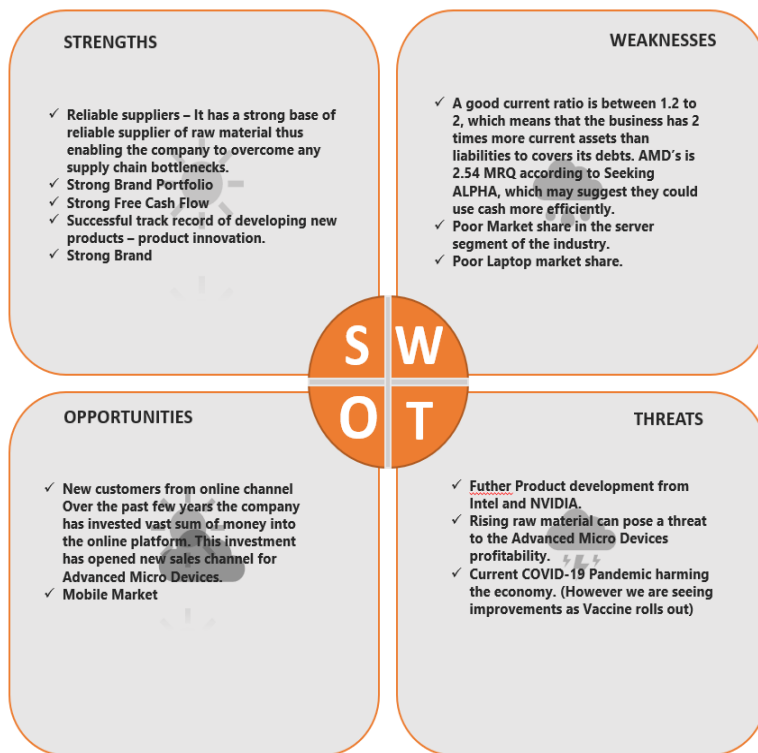 STRENGTHS
✓ Reliable suppliers – It has a strong base of
reliable supplier of raw material thus
enabling the company to overcome any
supply chain bottlenecks.
✓ Strong Brand Portfolio
✓ Strong Free Cash Flow
✓ Successful track record of developing new
products – product innovation.
✓ Strong Brand
WEAKNESSES
✓ A good current ratio is between 1.2 to
2, which means that the business has 2
times more current assets than
liabilities to covers its debts. AMD's is
2.54 MRQ according to Seeking
ALPHA, which may suggest they could
use cash more efficiently.
✓ Poor Market share in the server
segment of the industry.
✓ Poor Laptop market share.
S W
O T
OPPORTUNITIES
✓ New customers from online channel
Over the past few years the company
has invested vast sum of money into
the online platform. This investment
has opened new sales channel for
Advanced Micro Devices.
✓ Mobile Market
THREATS
✓ Futher Product development from
Intel and NVIDIA.
✓ Rising raw material can pose a threat
to the Advanced Micro Devices
profitability.
✓ Current COVID-19 Pandemic harming
the economy. (However we are seeing
improvements as Vaccine rolls out)